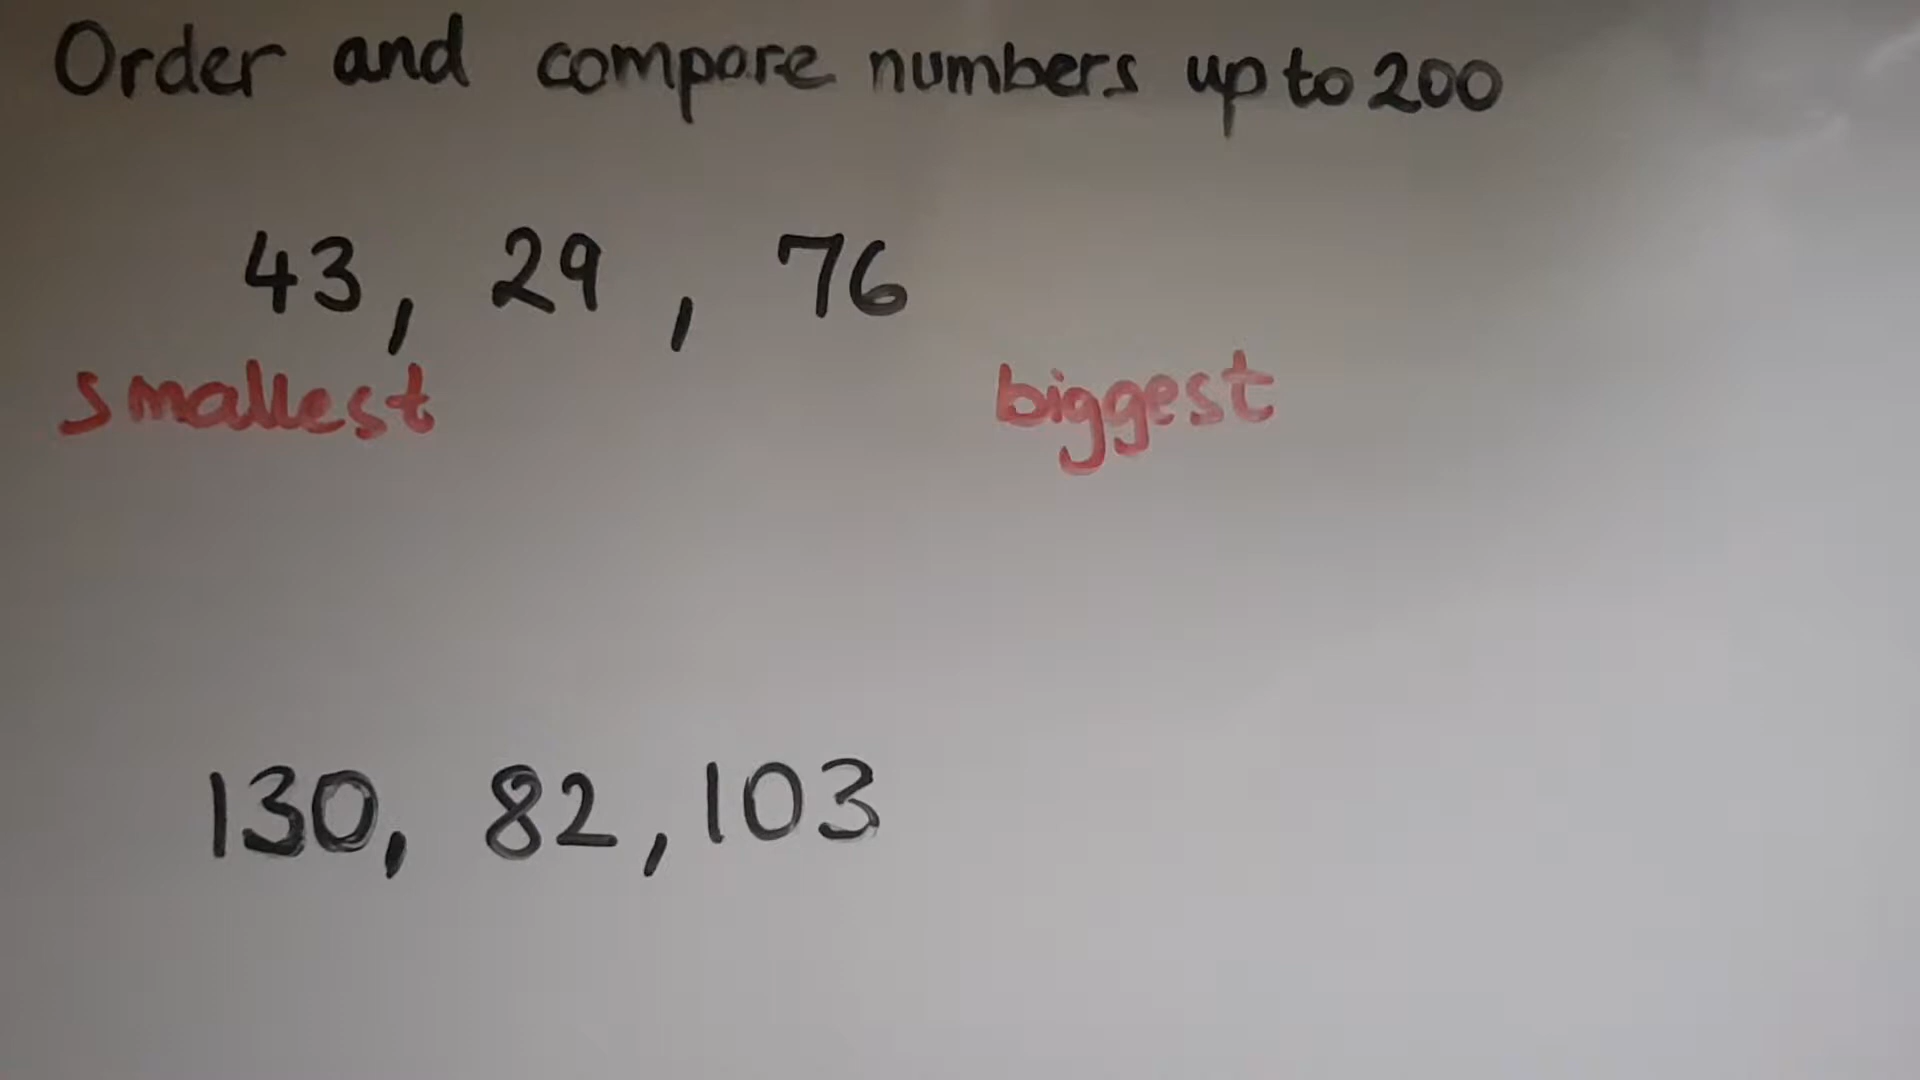 Order and compare numbers up to 200
43, 29, 76
smallest biggest
130, 82, 103